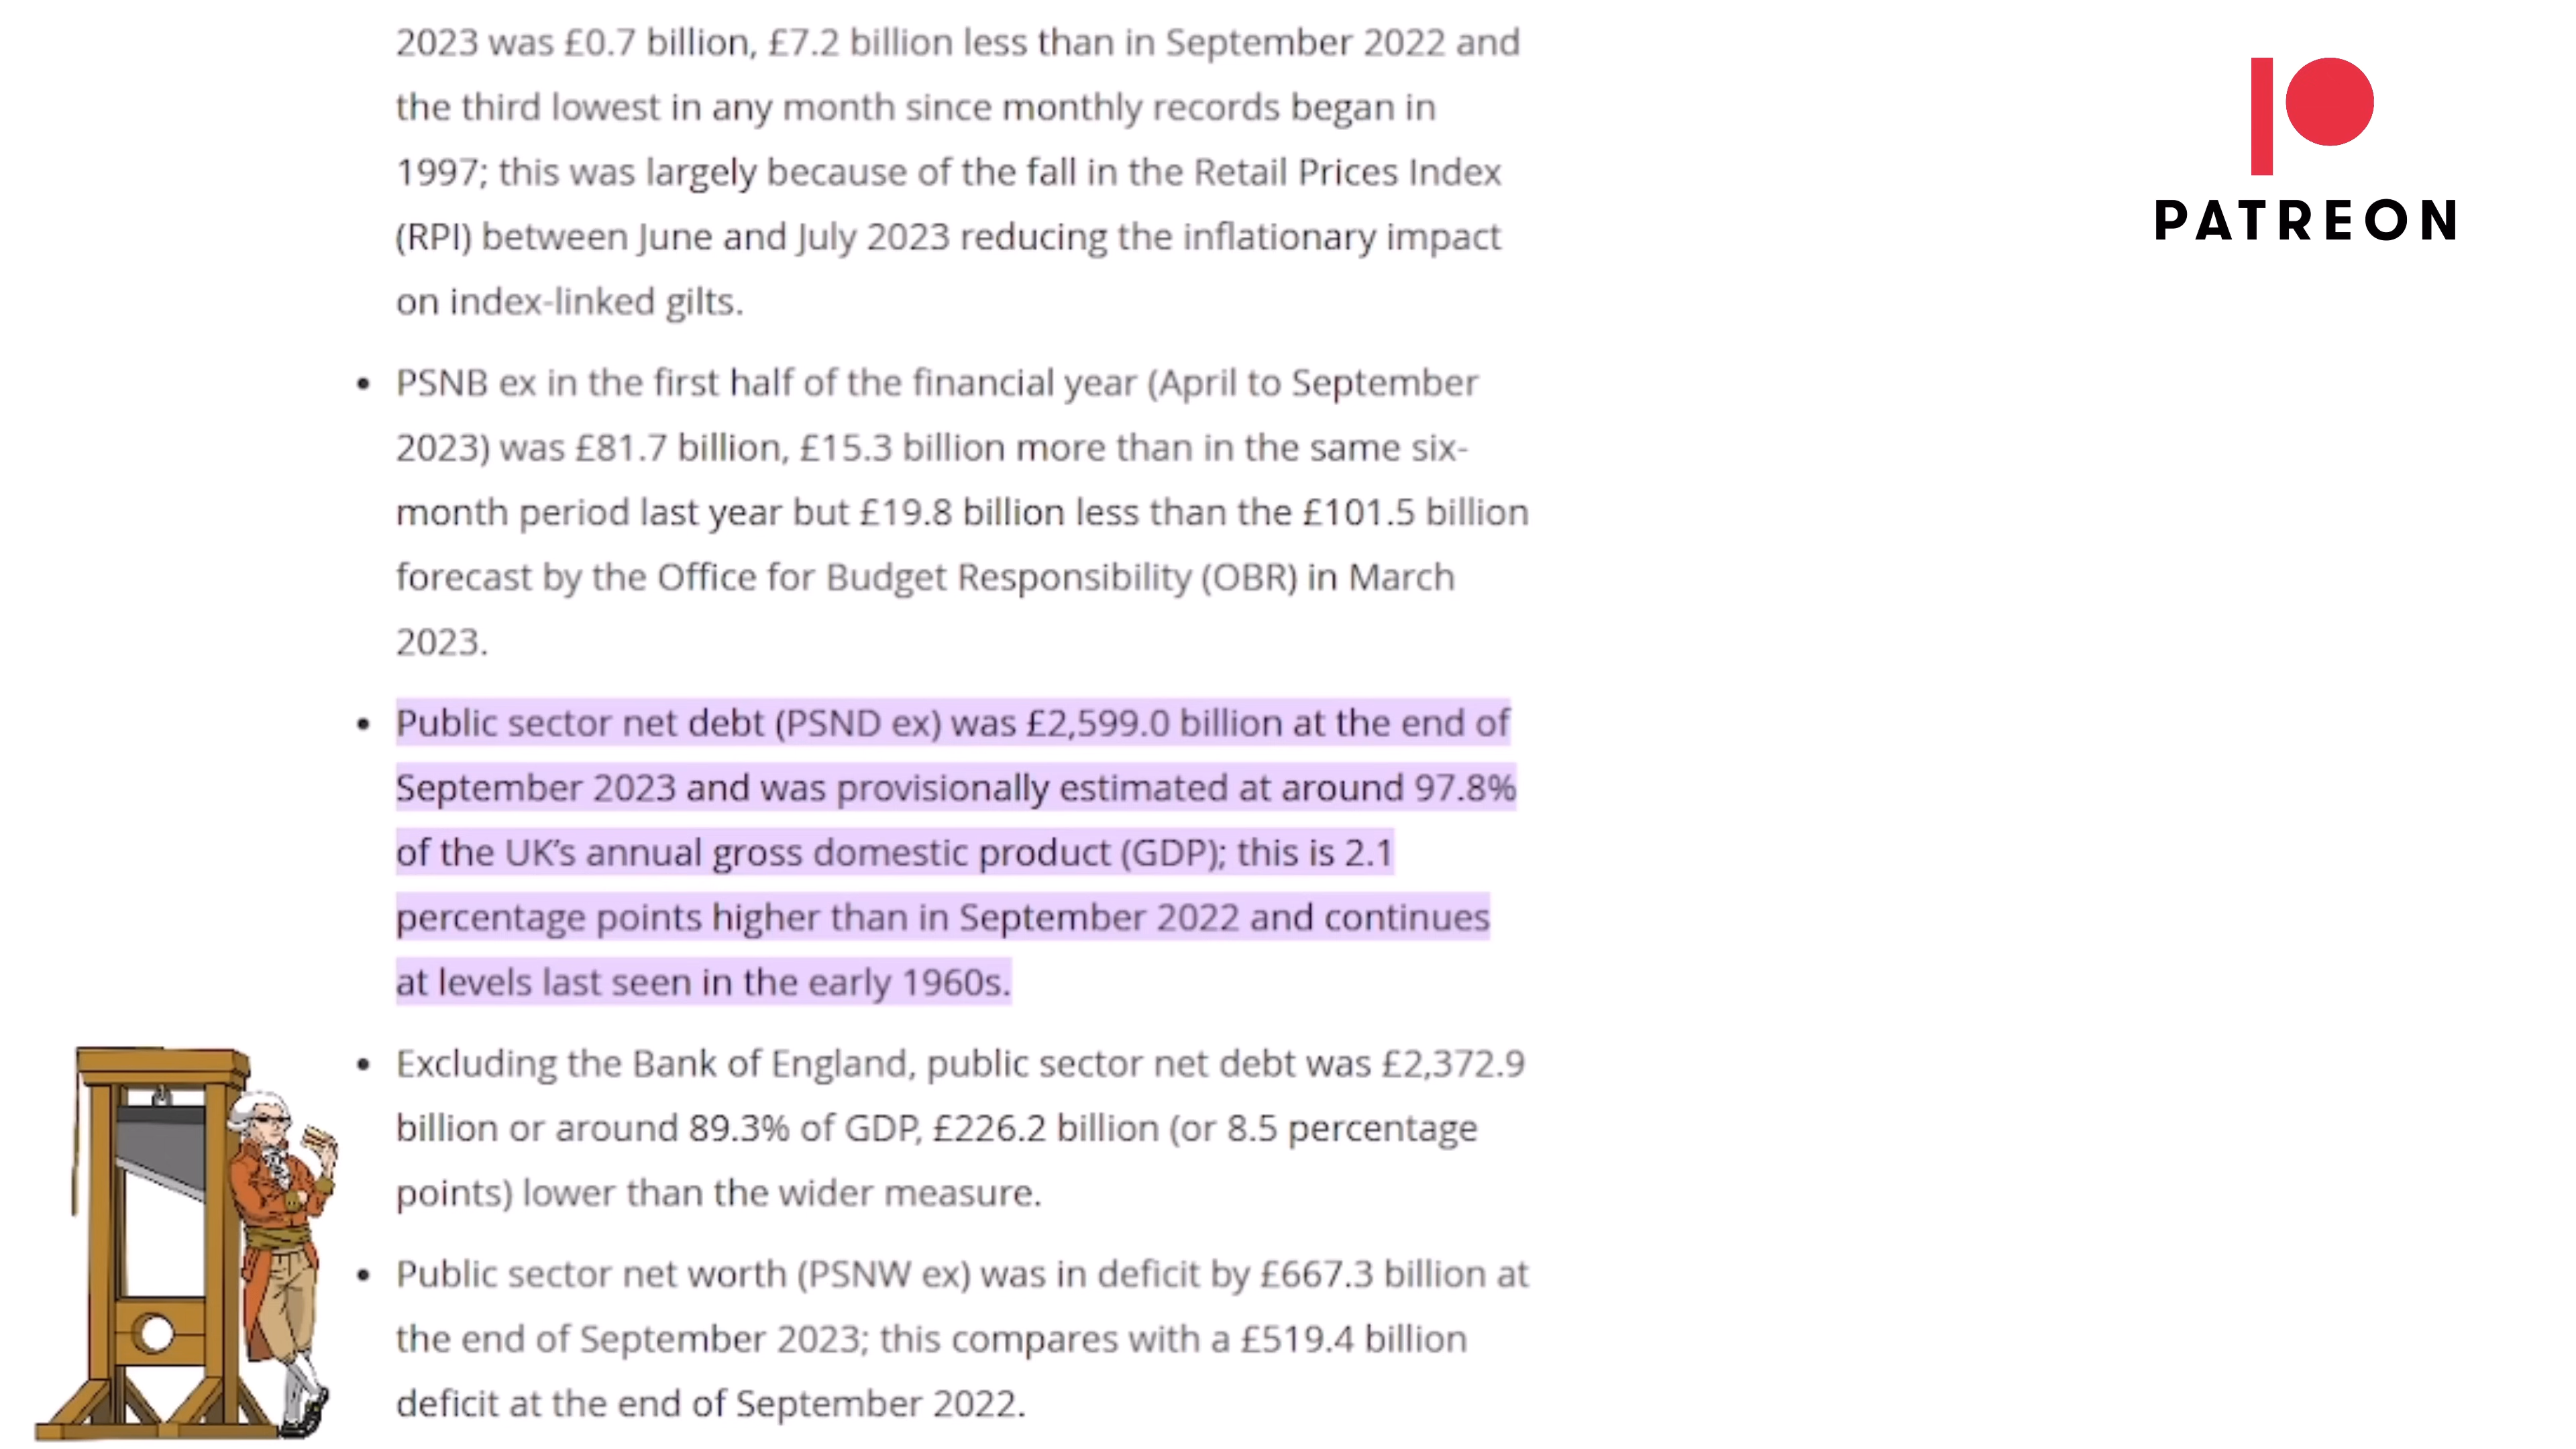 2023 was £0.7 billion, £7.2 billion less than in September 2022 and
the third lowest in any month since monthly records began in
1997; this was largely because of the fall in the Retail Prices Index
(RPI) between June and July 2023 reducing the inflationary impact
on index-linked gilts.
• PSNB ex in the first half of the financial year (April to September
2023) was £81.7 billion, £15.3 billion more than in the same six-
month period last year but £19.8 billion less than the £101.5 billion
forecast by the Office for Budget Responsibility (OBR) in March
2023.
• Public sector net debt (PSND ex) was £2,599.0 billion at the end of
September 2023 and was provisionally estimated at around 97.8%
of the UK’s annual gross domestic product (GDP); this is 2.1
percentage points higher than in September 2022 and continues
at levels last seen in the early 1960s.
• Excluding the Bank of England, public sector net debt was £2,372.9
billion or around 89.3% of GDP, £226.2 billion (or 8.5 percentage
points) lower than the wider measure.
• Public sector net worth (PSNW ex) was in deficit by £667.3 billion at
the end of September 2023; this compares with a £519.4 billion
deficit at the end of September 2022.
PATREON